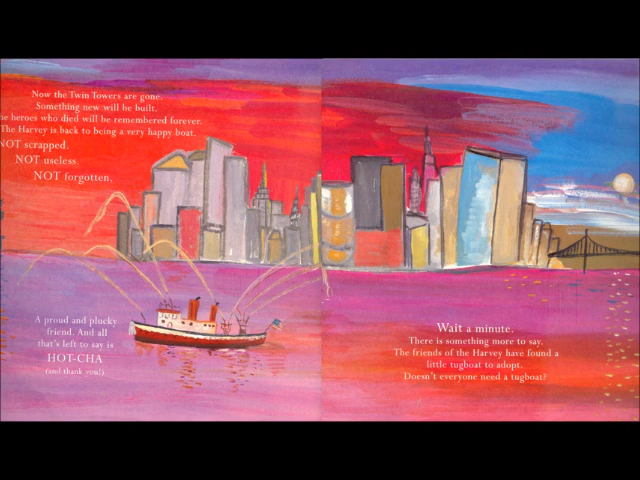 Now the Twin Towers are gone.
Something new will be built.
he heroes who died will be remembered forever.
The Harvey is back to being a very happy boat.
NOT scrapped.
NOT useless.
NOT forgotten.
A proud and plucky
friend. And all
that's left to say is
HOT-CHA
(and thank you!)
Wait a minute.
There is something more to say.
The friends of the Harvey have found a
little tugboat to adopt.
Doesn't everyone need a tugboat?